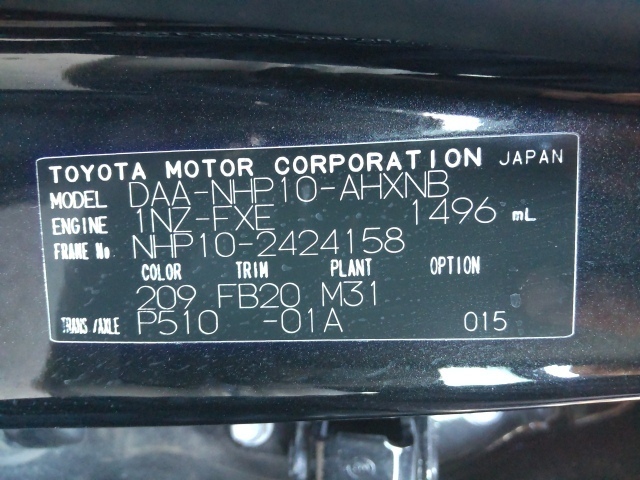 TOYOTA MOTOR CORPORATION JAPAN
MODEL DAA-NHP10-AHXNB
ENGINE 1NZ-FXE 1496 mL
FRAME No NHP10-2424158
COLOR TRIM PLANT OPTION
209 FB20 M31
TRANS /AXLE P510 -01A 015